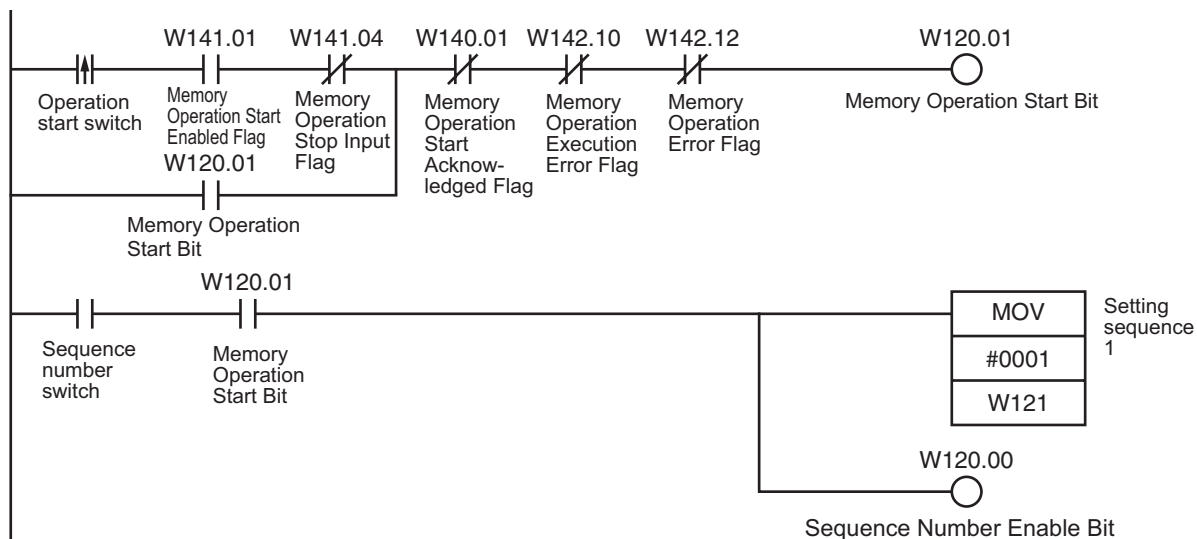 W141.01 W141.04 W140.01 W142.10 W142.12 W120.01
Operation
start switch
Memory
Operation Start
Enabled Flag
Memory
Operation
Stop Input
Flag
Memory
Operation
Start
Acknow-
ledged Flag
Memory
Operation
Execution
Error Flag
Memory
Operation
Error Flag
Memory Operation Start Bit
W120.01
Memory Operation
Start Bit
W120.01
Sequence
number
switch
Memory
Operation
Start Bit
MOV
#0001
W121
Setting
sequence
1
W120.00
Sequence Number Enable Bit